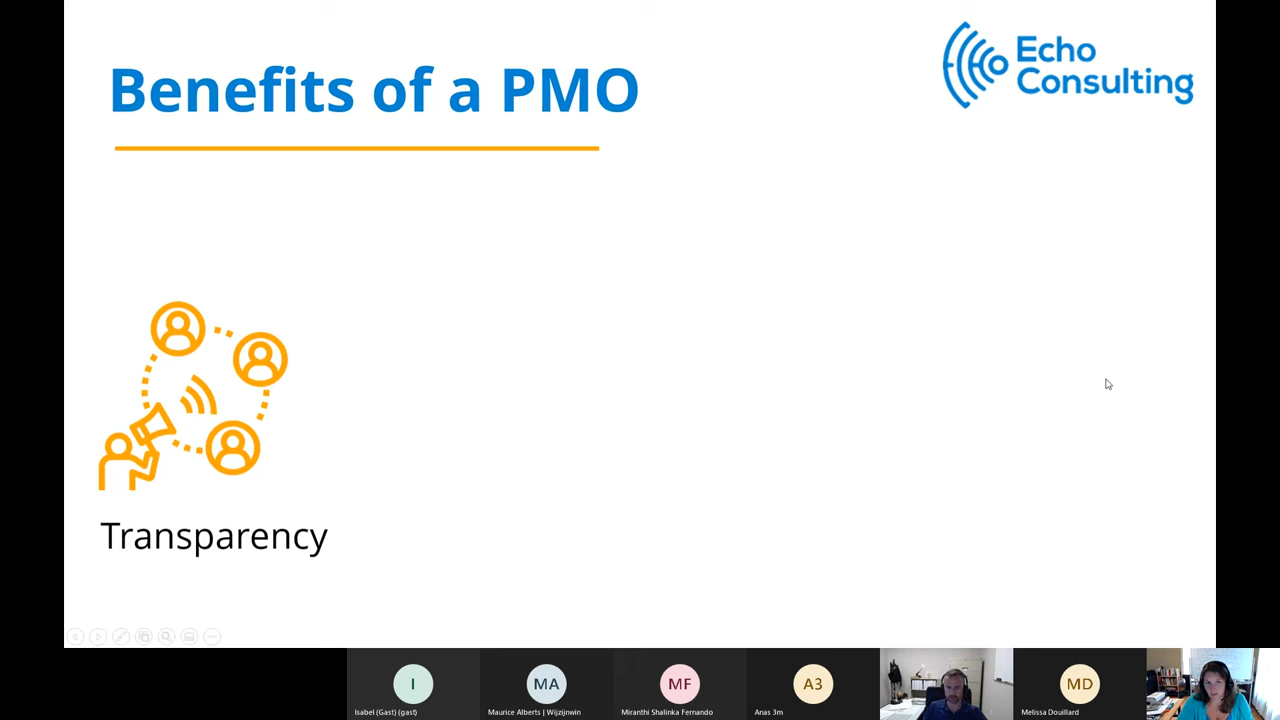 Benefits of a PMO
Echo
Consulting
Transparency
I
MA
MF
A3
MD
Isabel (Gast) (gast)
Maurice Alberts | Wijzijnwin
Miranthi Shalinka Fernando
Anas 3m
Melissa Douillard